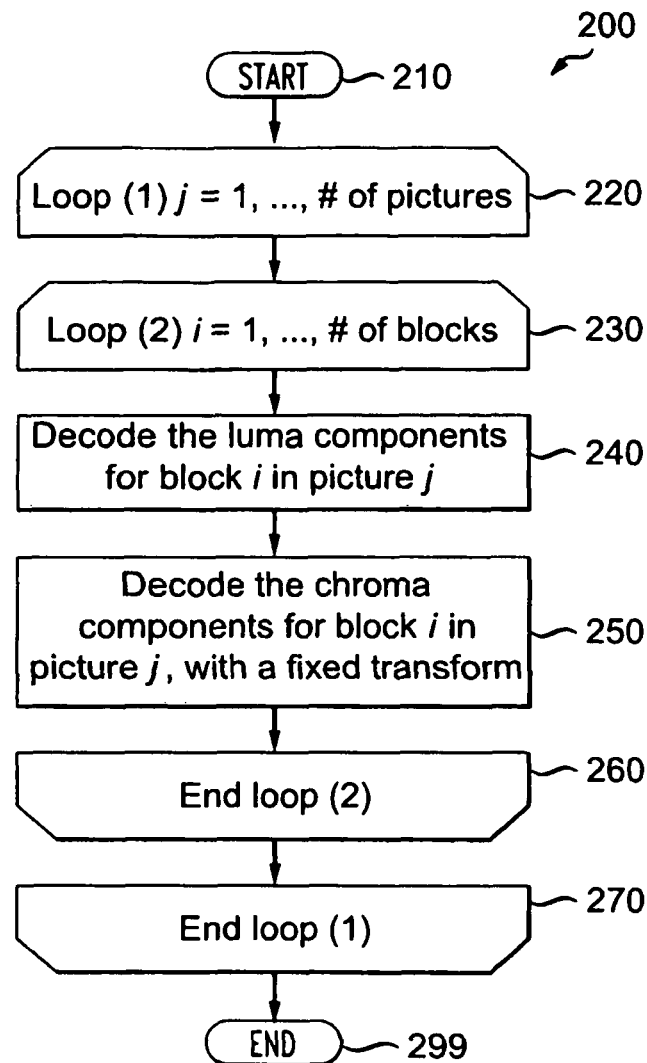 200
START 210
Loop (1) j = 1, ..., # of pictures 220
Loop (2) i = 1, ..., # of blocks 230
Decode the luma components
for block i in picture j 240
Decode the chroma
components for block i in 250
picture j, with a fixed transform
End loop (2) 260
End loop (1) 270
END 299